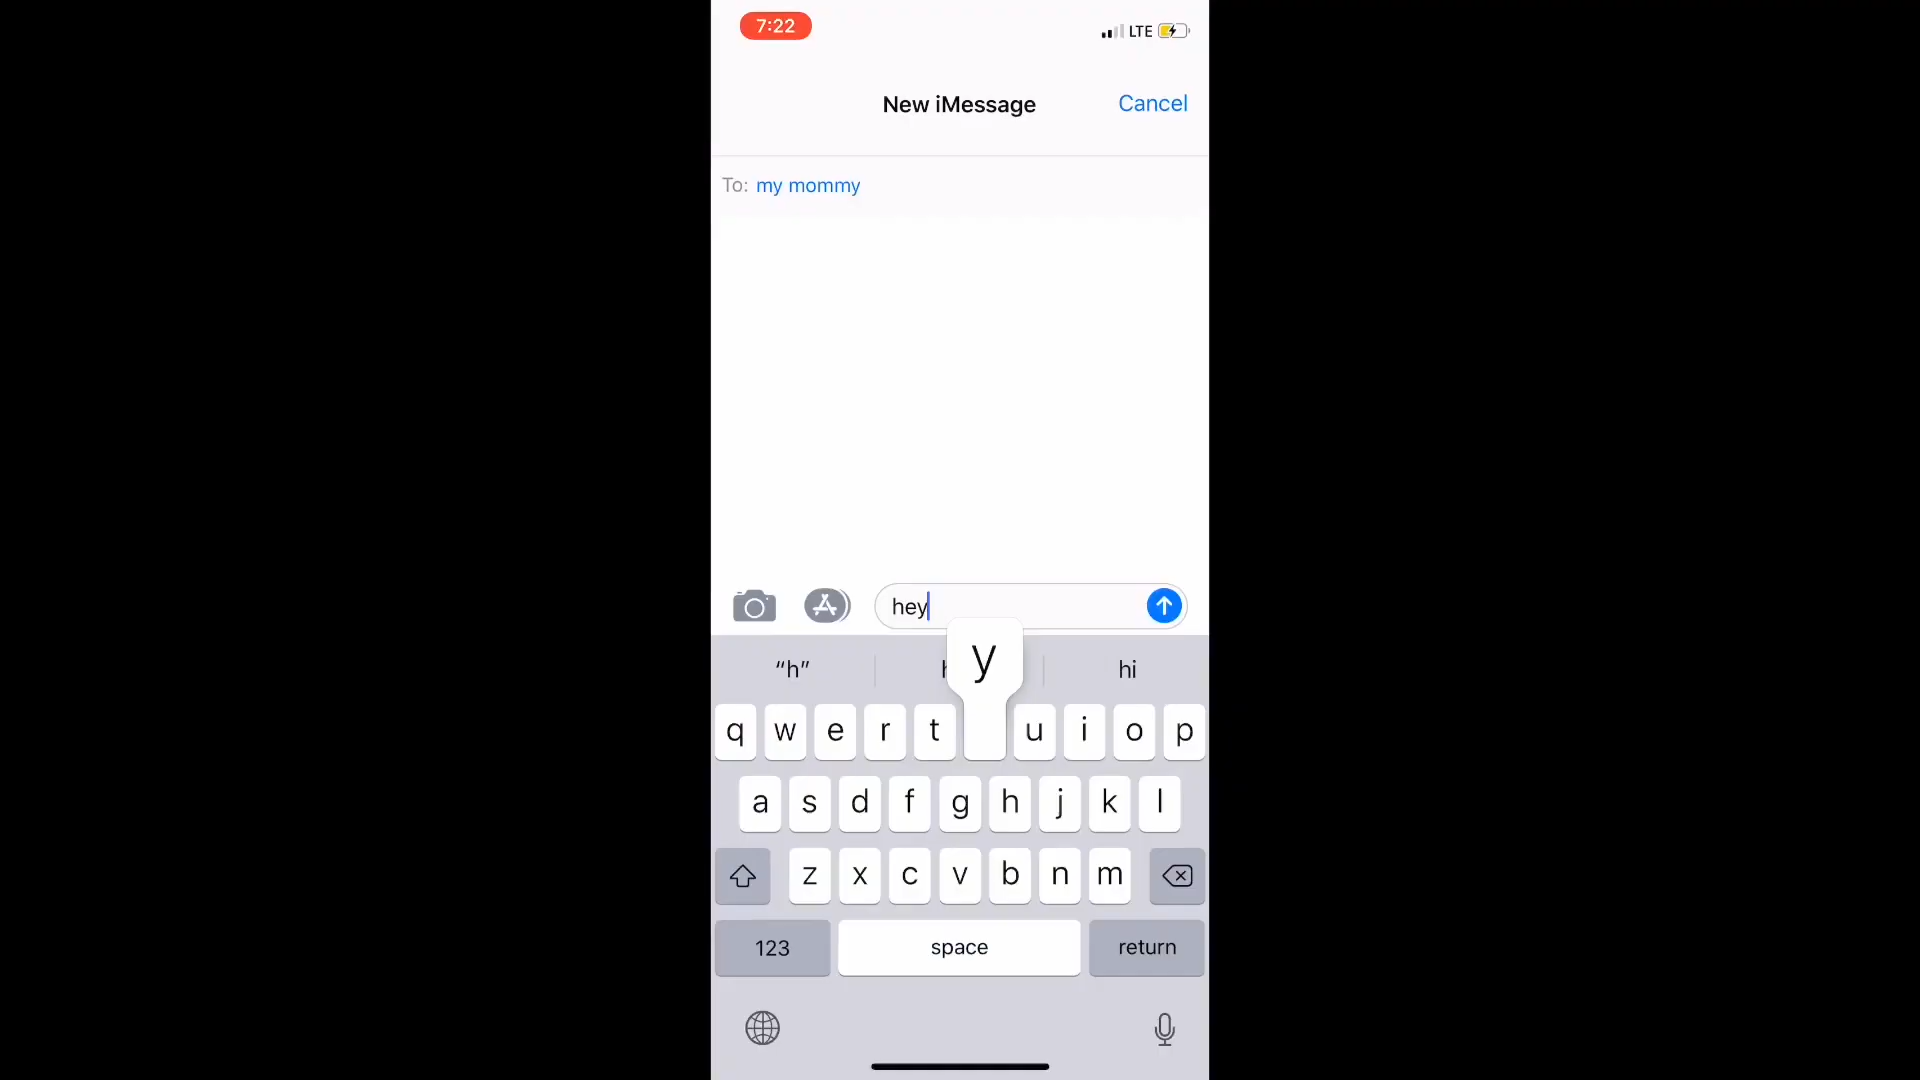 7:22 LTE
New iMessage Cancel
To: my mommy
hey
“h” hi
y
q w e r t u i o p
a s d f g h j k l
z x c v b n m
123 space return